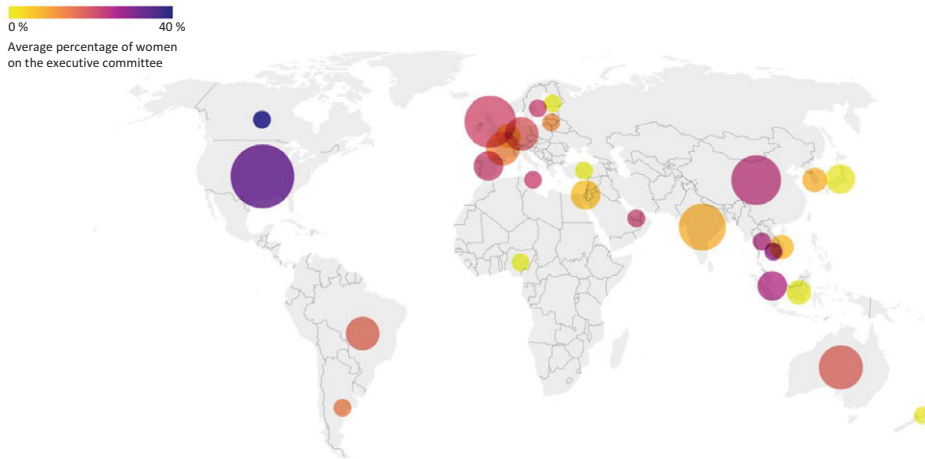 0 % 40 %
Average percentage of women
on the executive committee